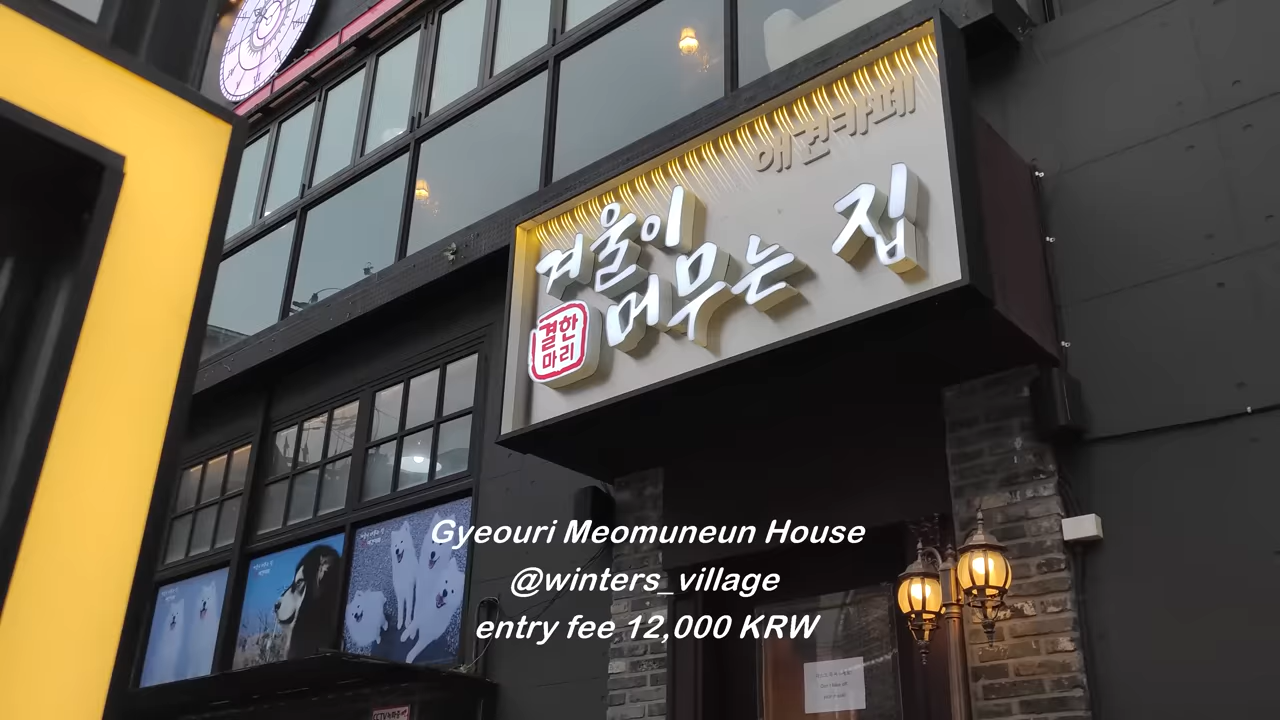 애견카페
겨울이
머무는 집
결한
마리
Gyeouri Meomuneun House
@winters_village
entry fee 12,000 KRW